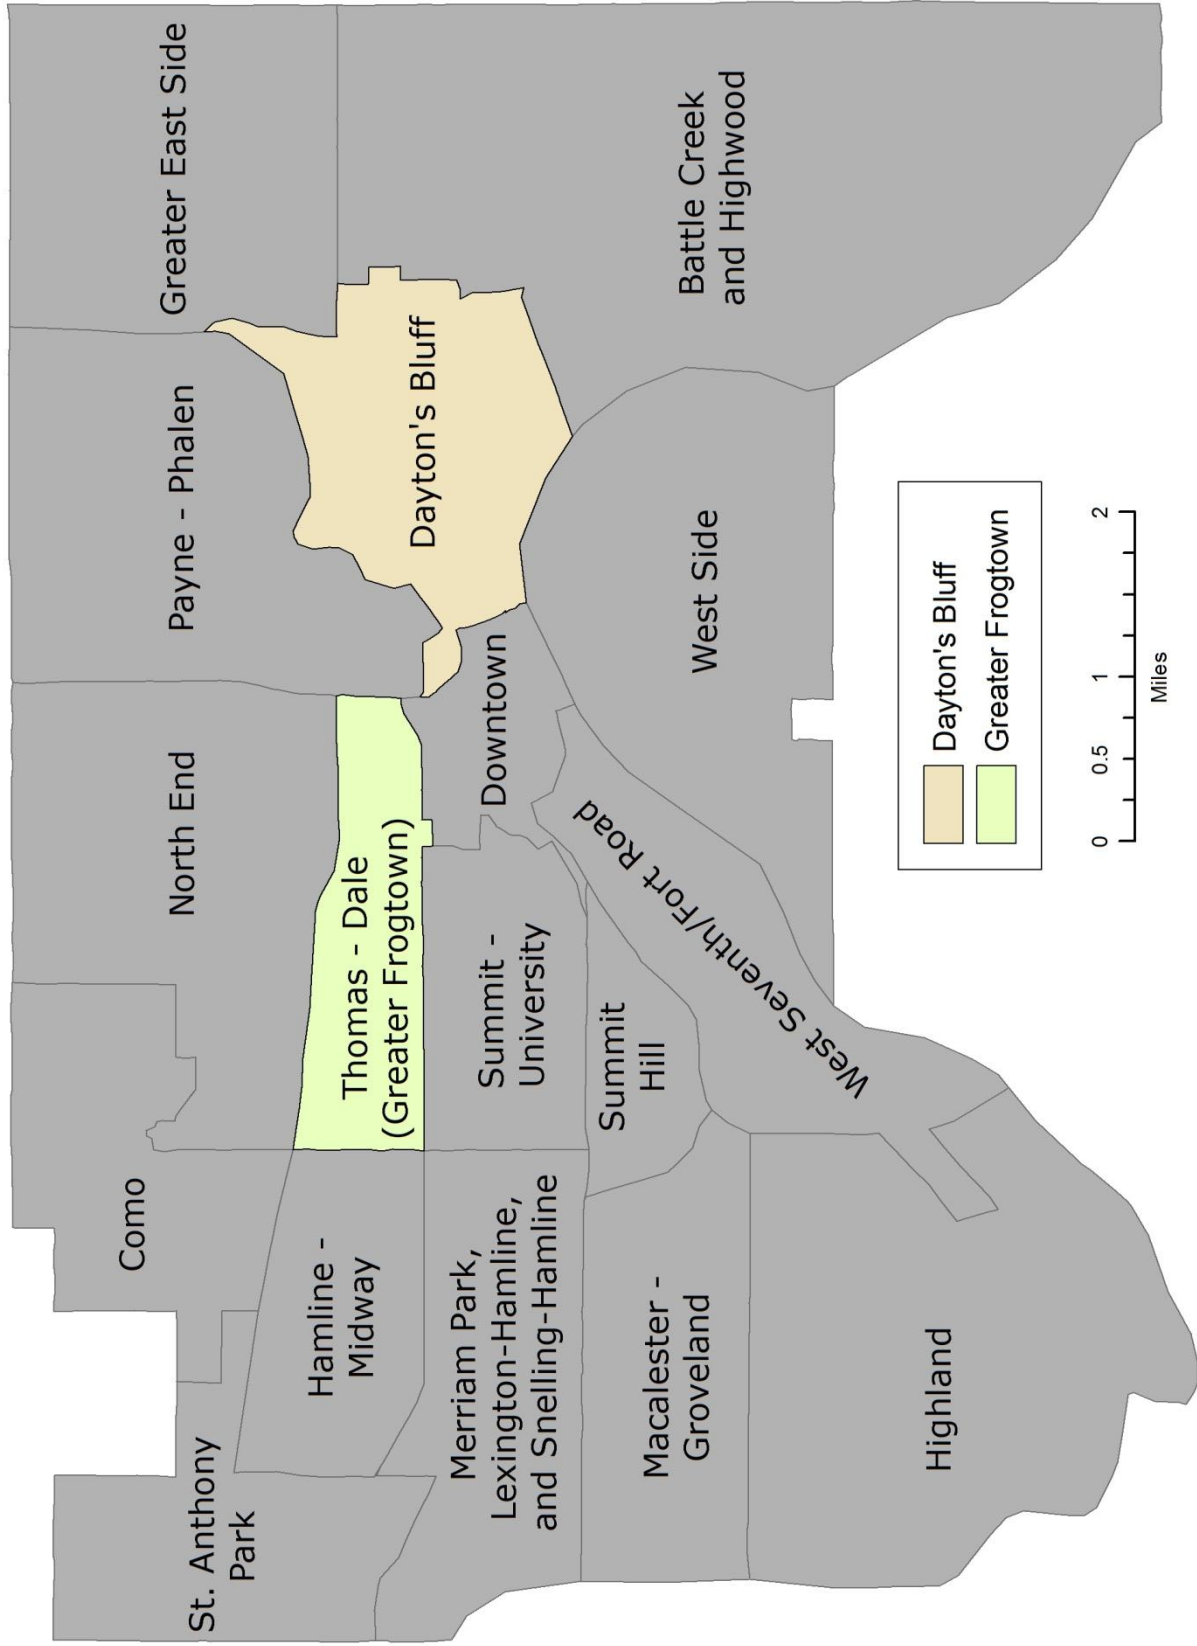 St. Anthony
Park
Como
North End
Payne - Phalen
Greater East Side
Hamline -
Midway
Thomas - Dale
(Greater Frogtown)
Dayton's Bluff
Merriam Park,
Lexington-Hamline,
and Snelling-Hamline
Summit -
University
Downtown
Battle Creek
and Highwood
Macalester -
Groveland
Summit
Hill
West Seventh/Fort Road
West Side
Highland
Dayton's Bluff
Greater Frogtown
0 0.5 1 2
Miles